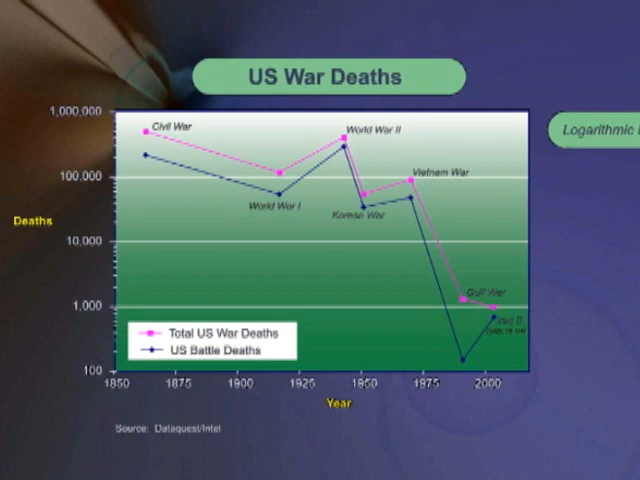 US War Deaths
Logarithmic
1,000,000
Civil War
World War II
100,000
Vietnam War
World War I
Korean War
Deaths
10,000
Gulf War
1,000
Iraq II
Total US War Deaths
US Battle Deaths
100
1850
1875
1900
1925
1950
1975
2000
Year
Source: Dataquest/Intel